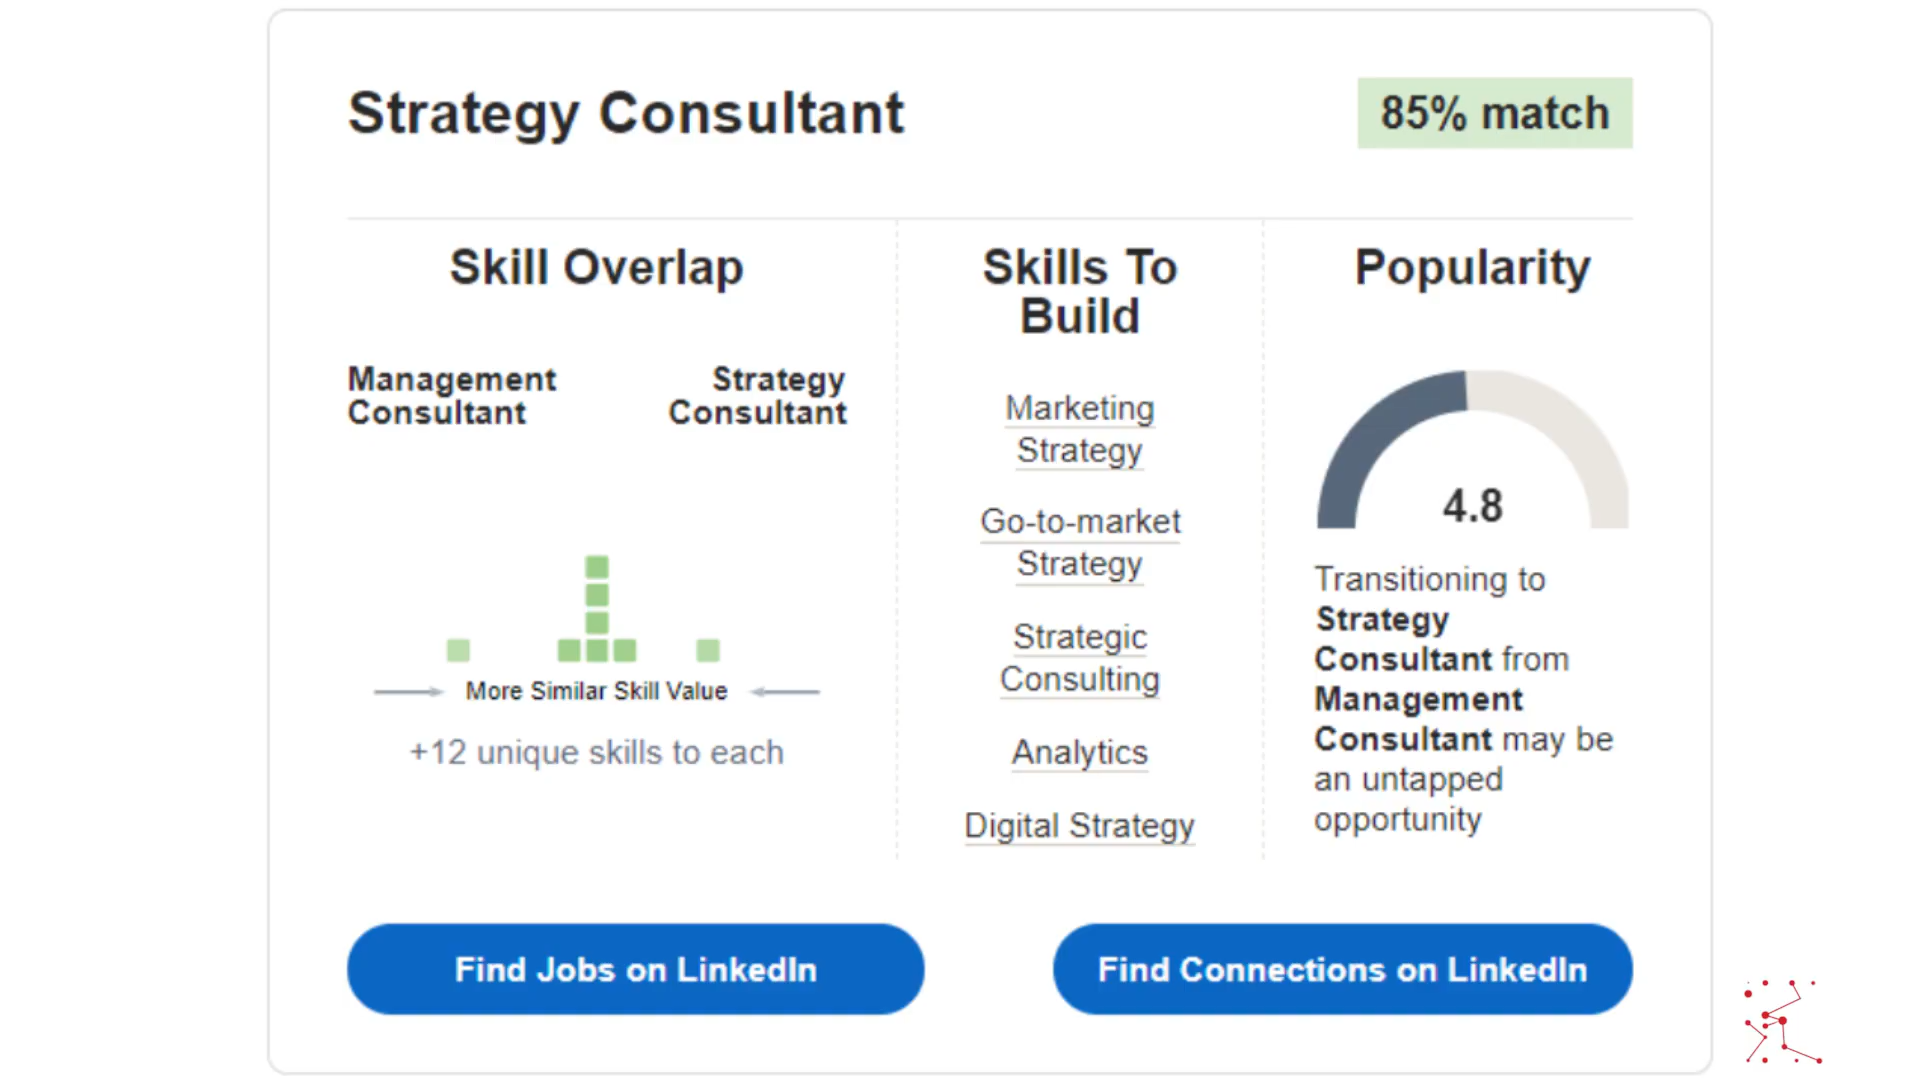 Strategy Consultant
85% match
Skill Overlap
Management
Consultant
Strategy
Consultant
More Similar Skill Value
+12 unique skills to each
Skills To
Build
Marketing
Strategy
Go-to-market
Strategy
Strategic
Consulting
Analytics
Digital Strategy
Popularity
4.8
Transitioning to
Strategy
Consultant from
Management
Consultant may be
an untapped
opportunity
Find Jobs on LinkedIn
Find Connections on LinkedIn